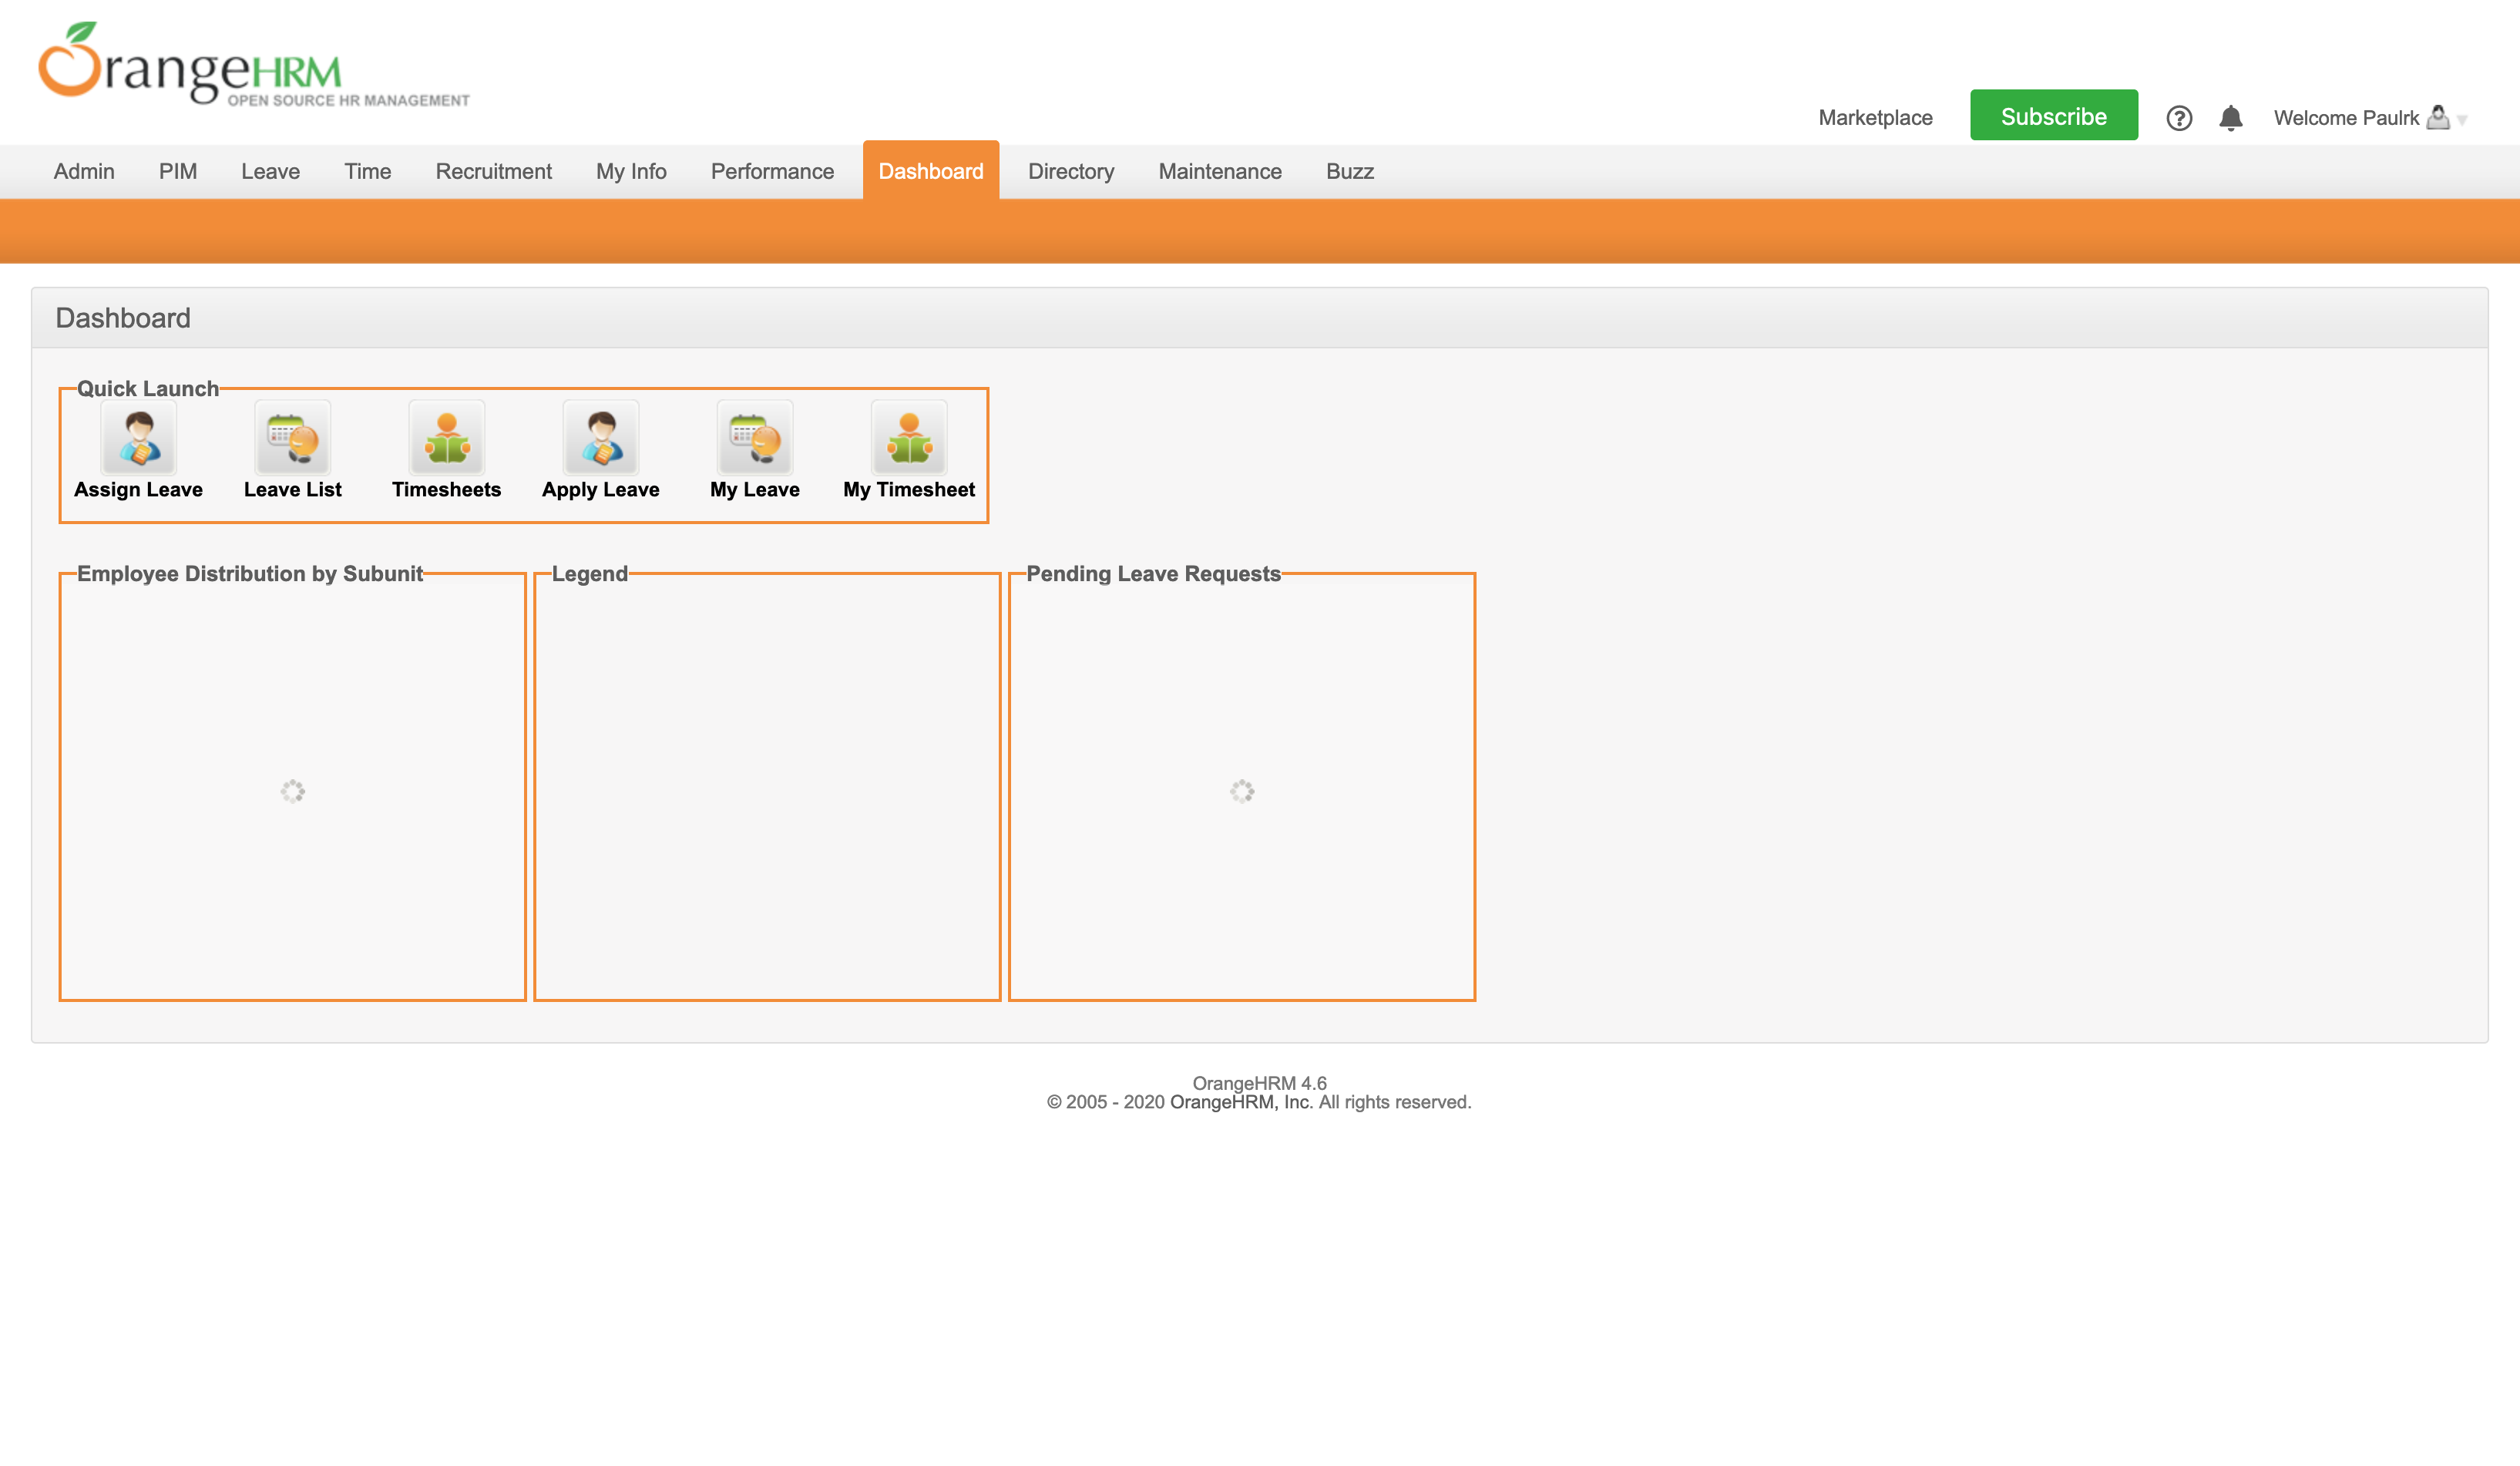 OrangeHRM
OPEN SOURCE HR MANAGEMENT
Marketplace
Subscribe
Welcome Paulrk
Admin PIM Leave Time Recruitment My Info Performance Dashboard Directory Maintenance Buzz
Dashboard
Quick Launch
Assign Leave Leave List Timesheets Apply Leave My Leave My Timesheet
Employee Distribution by Subunit
Legend
Pending Leave Requests
OrangeHRM 4.6
© 2005 - 2020 OrangeHRM, Inc. All rights reserved.